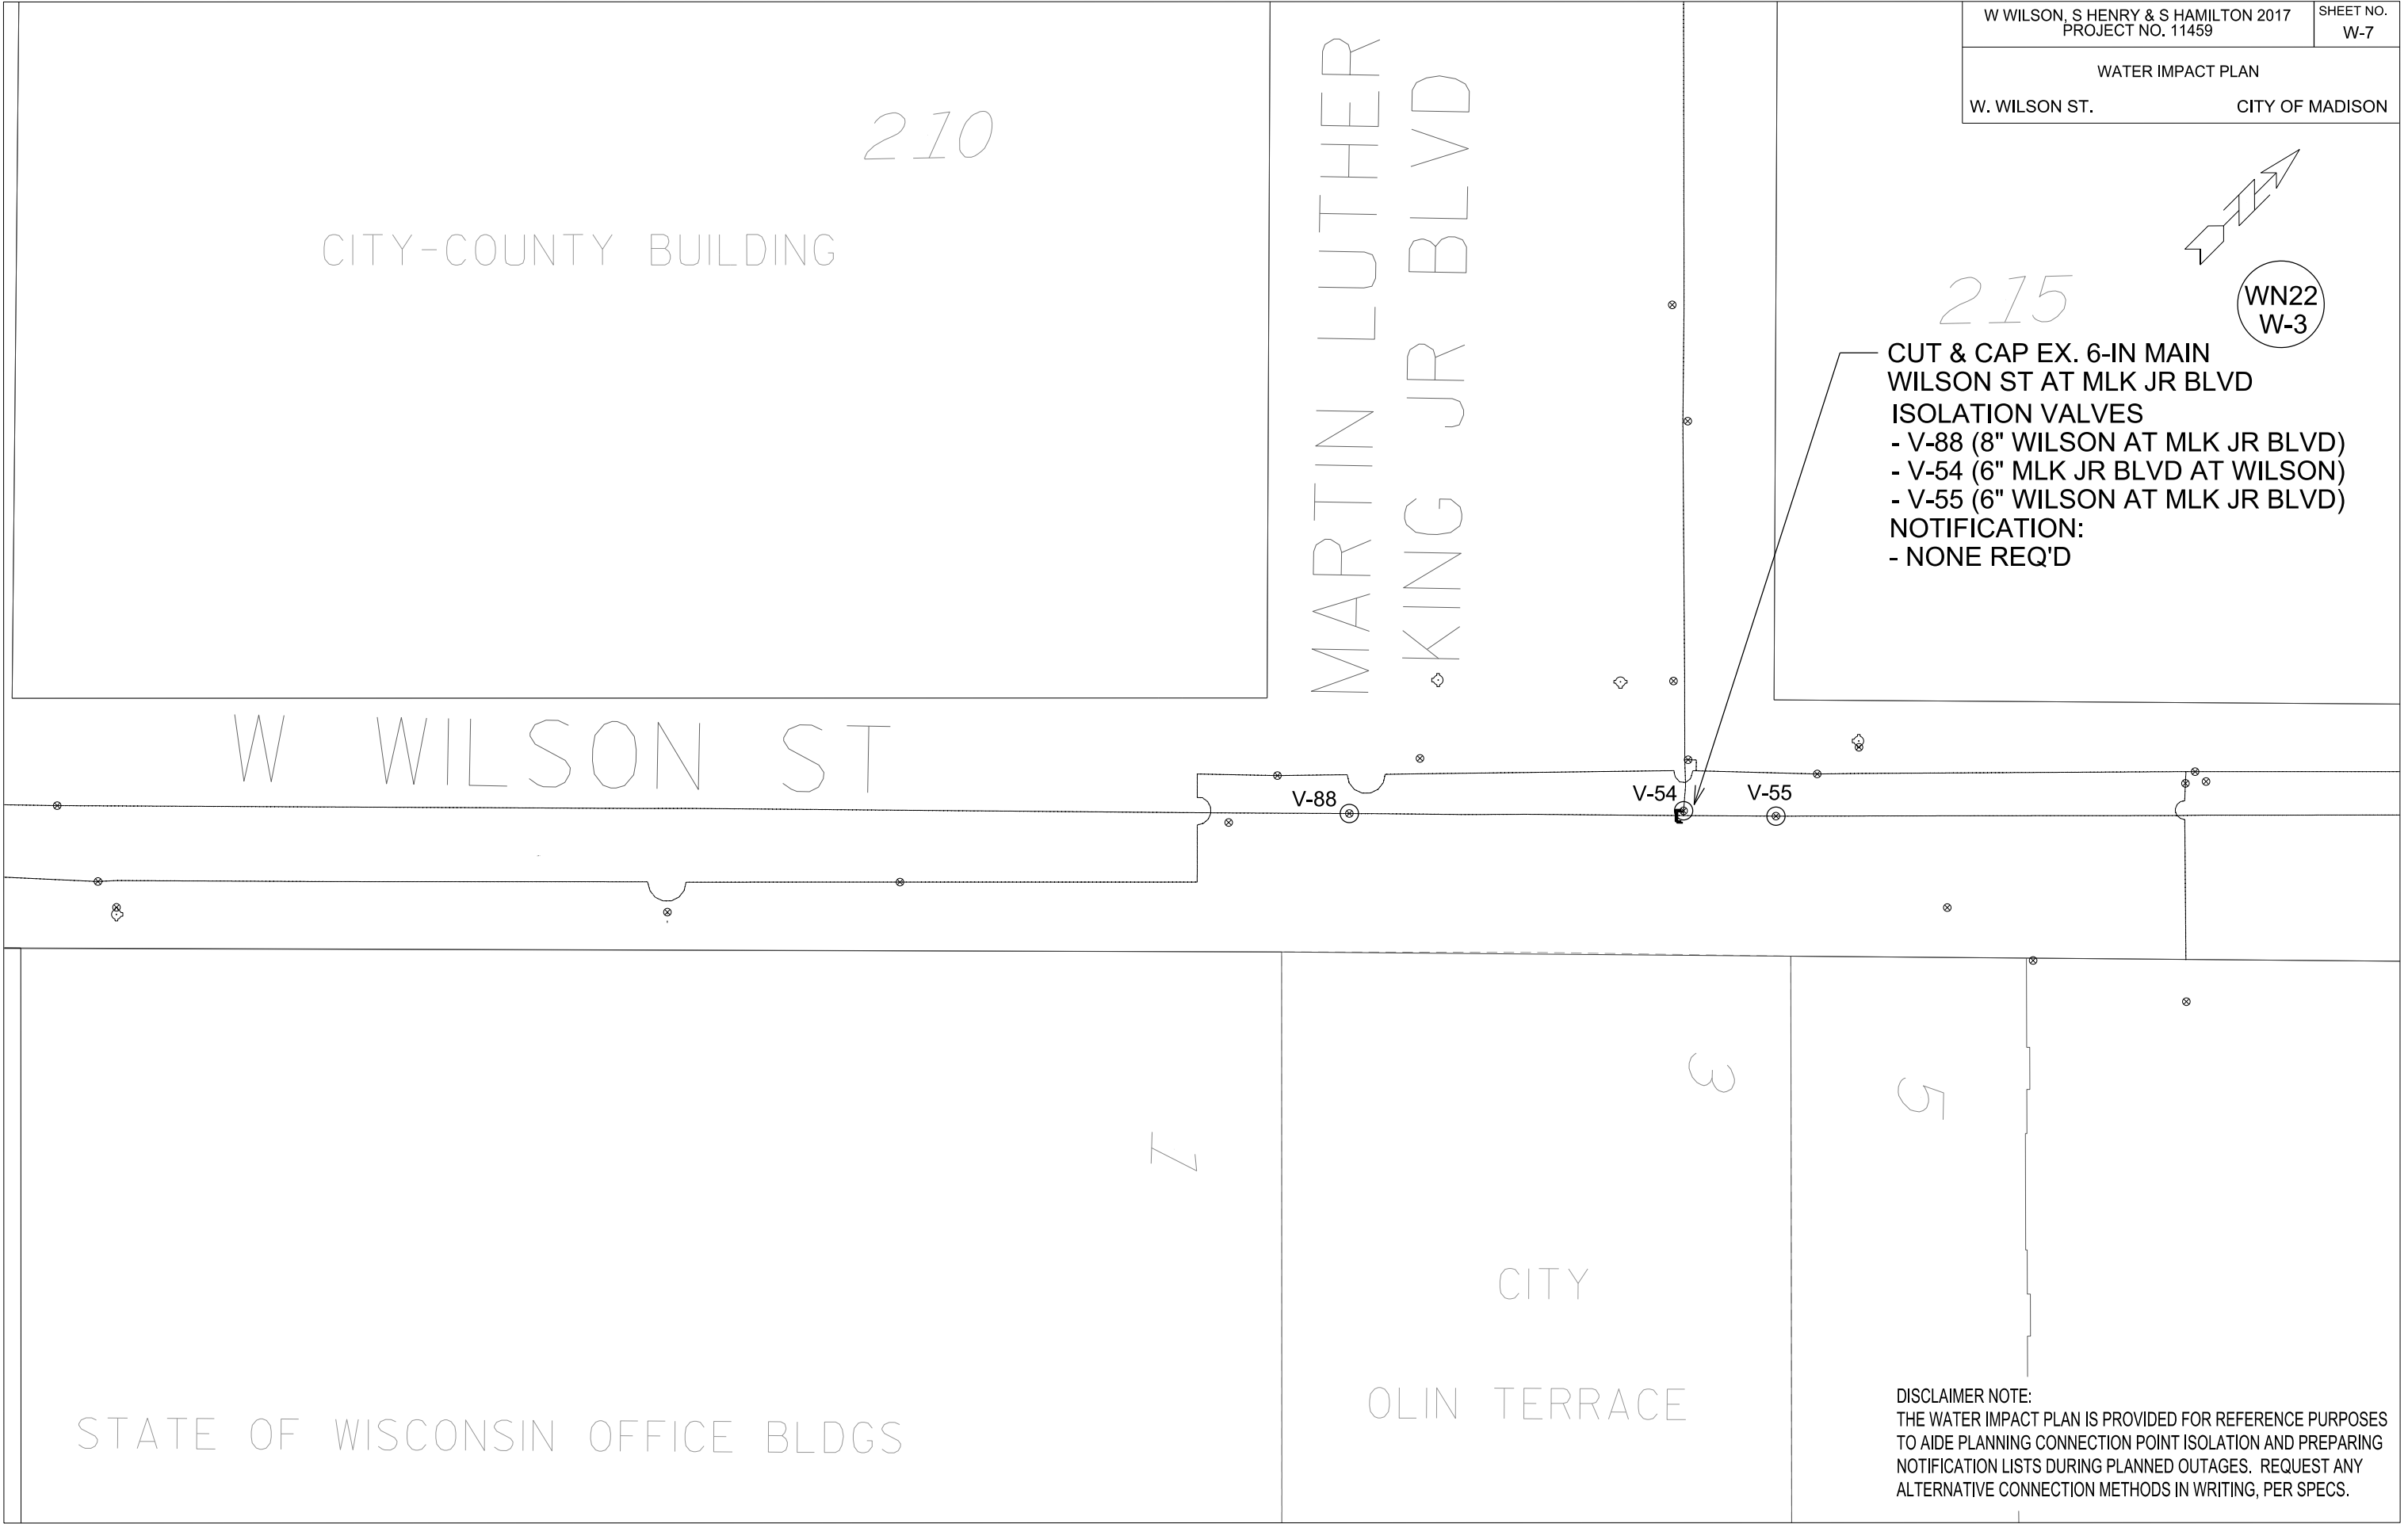 W WILSON, S HENRY & S HAMILTON 2017
PROJECT NO. 11459
SHEET NO.
W-7
WATER IMPACT PLAN
W. WILSON ST.
CITY OF MADISON
210
CITY-COUNTY BUILDING
MARTIN LUTHER
KING JR BLVD
N
215
WN22
W-3
CUT & CAP EX. 6-IN MAIN
WILSON ST AT MLK JR BLVD
ISOLATION VALVES
- V-88 (8" WILSON AT MLK JR BLVD)
- V-54 (6" MLK JR BLVD AT WILSON)
- V-55 (6" WILSON AT MLK JR BLVD)
NOTIFICATION:
- NONE REQ'D
W WILSON ST
V-88
V-54
V-55
1
3
5
CITY
OLIN TERRACE
STATE OF WISCONSIN OFFICE BLDGS
DISCLAIMER NOTE:
THE WATER IMPACT PLAN IS PROVIDED FOR REFERENCE PURPOSES
TO AIDE PLANNING CONNECTION POINT ISOLATION AND PREPARING
NOTIFICATION LISTS DURING PLANNED OUTAGES. REQUEST ANY
ALTERNATIVE CONNECTION METHODS IN WRITING, PER SPECS.